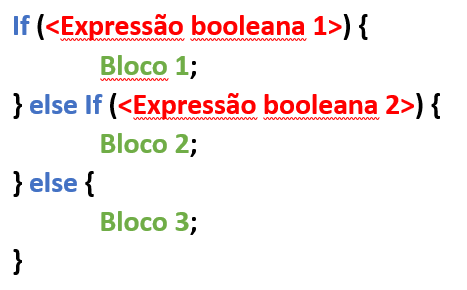 If (<Expressão booleana 1>) {
Bloco 1;
} else If (<Expressão booleana 2>) {
Bloco 2;
} else {
Bloco 3;
}